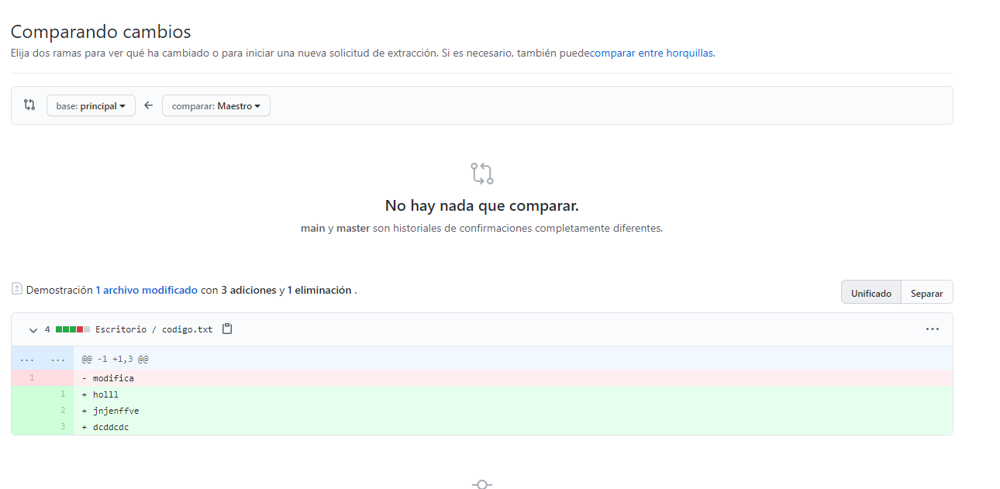 Comparando cambios
Elija dos ramas para ver qué ha cambiado o para iniciar una nueva solicitud de extracción. Si es necesario, también puedecomparar entre horquillas.
base: principal comparar: Maestro
No hay nada que comparar.
main y master son historiales de confirmaciones completamente diferentes.
Demostración 1 archivo modificado con 3 adiciones y 1 eliminación .
Unificado Separar
4 Escritorio / codigo.txt
... ... @@ -1 +1,3 @@
1 - modifica
1 + holll
2 + jnjenffve
3 + dcddcdc